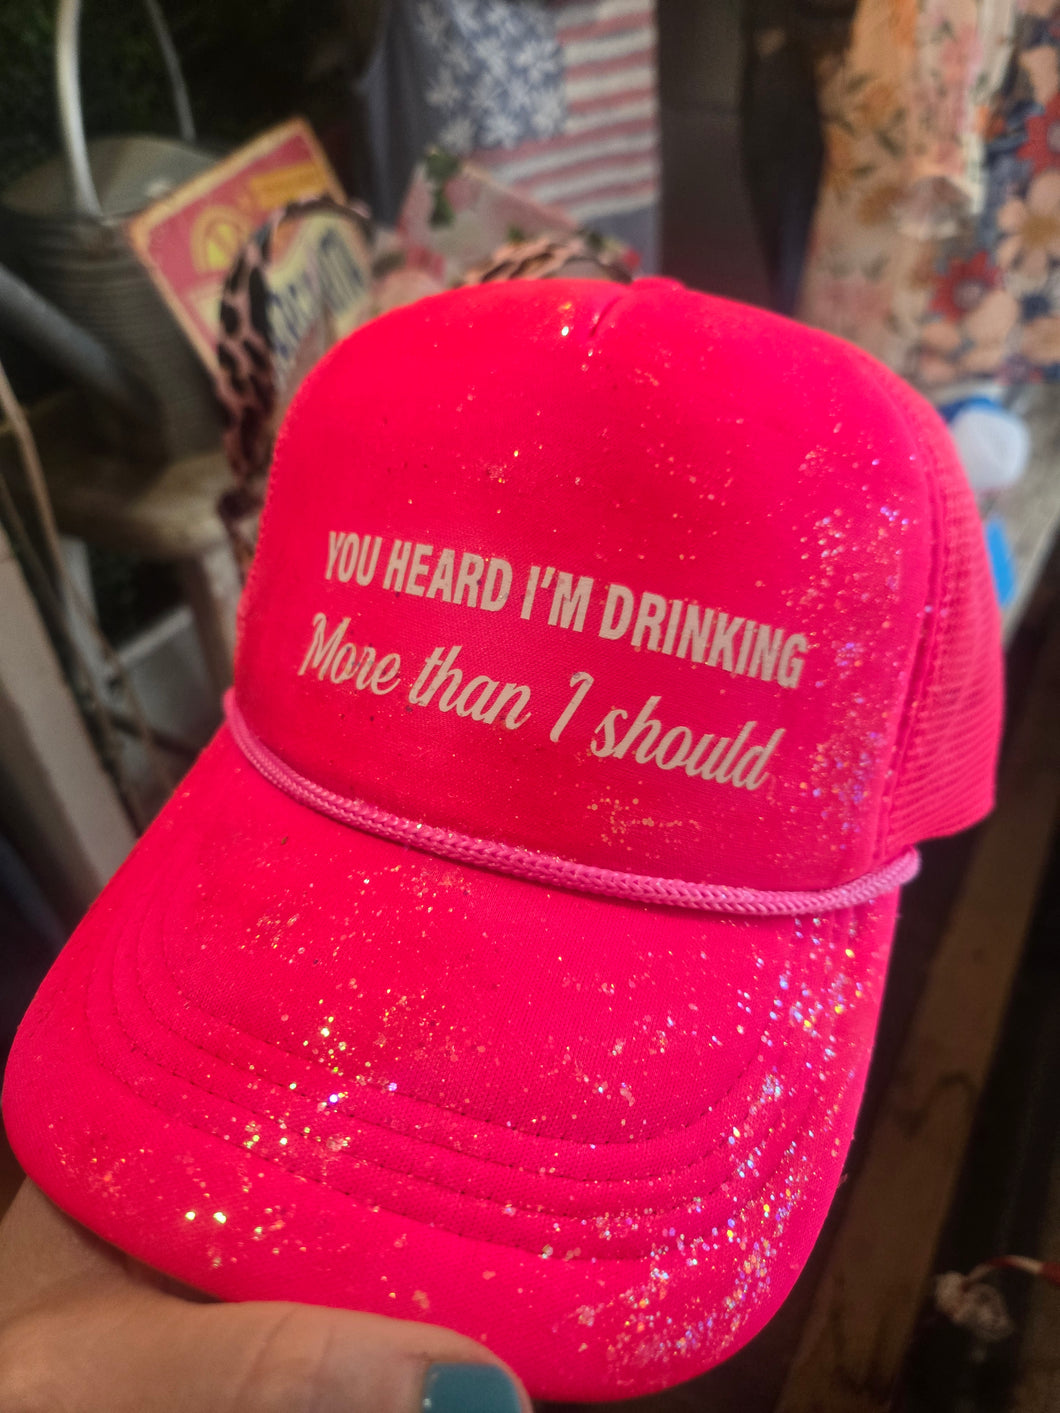 YOU HEARD I'M DRINKING
More than I should